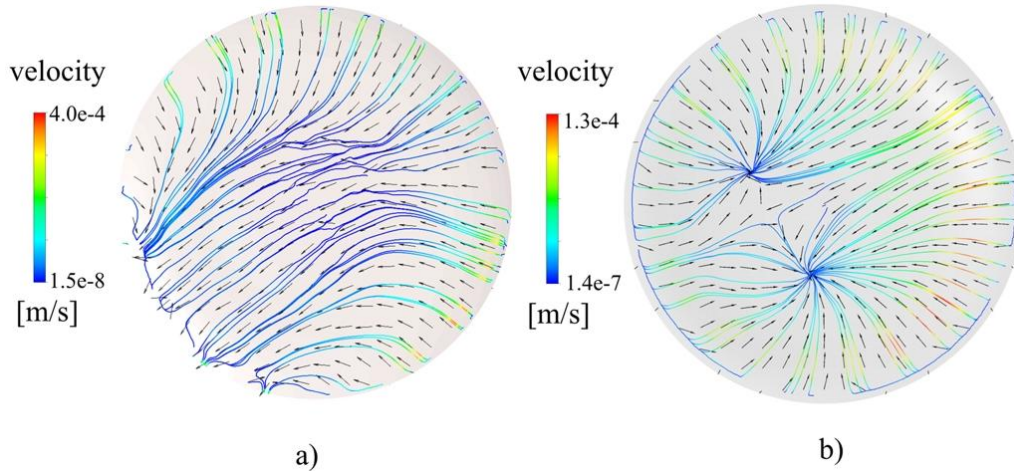 velocity
4.0e-4
1.5e-8
[m/s]
a)
velocity
1.3e-4
1.4e-7
[m/s]
b)